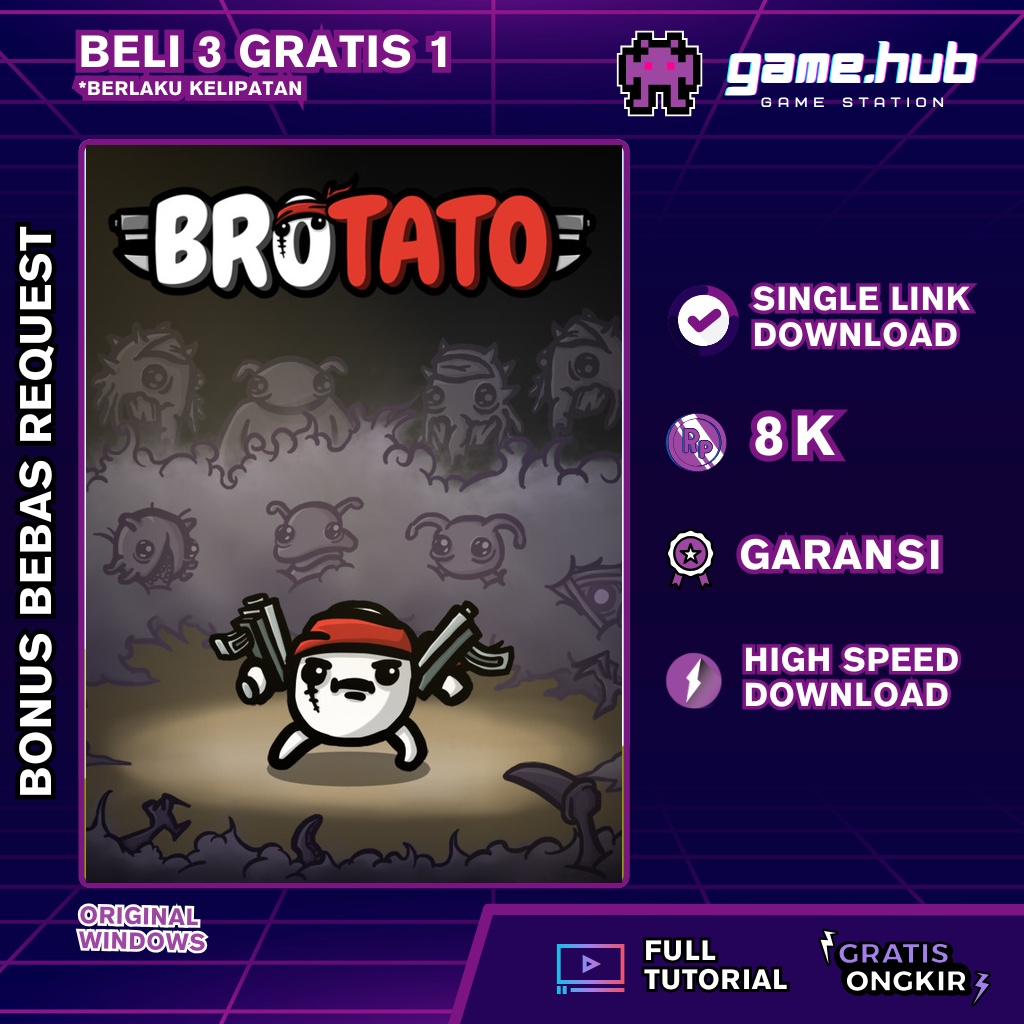 BELI 3 GRATIS 1
*BERLAKU KELIPATAN
game.hub
GAME STATION
BONUS BEBAS REQUEST
BROTATO
SINGLE LINK
DOWNLOAD
Rp
8K
GARANSI
HIGH SPEED
DOWNLOAD
ORIGINAL
WINDOWS
FULL
TUTORIAL
GRATIS
ONGKIR